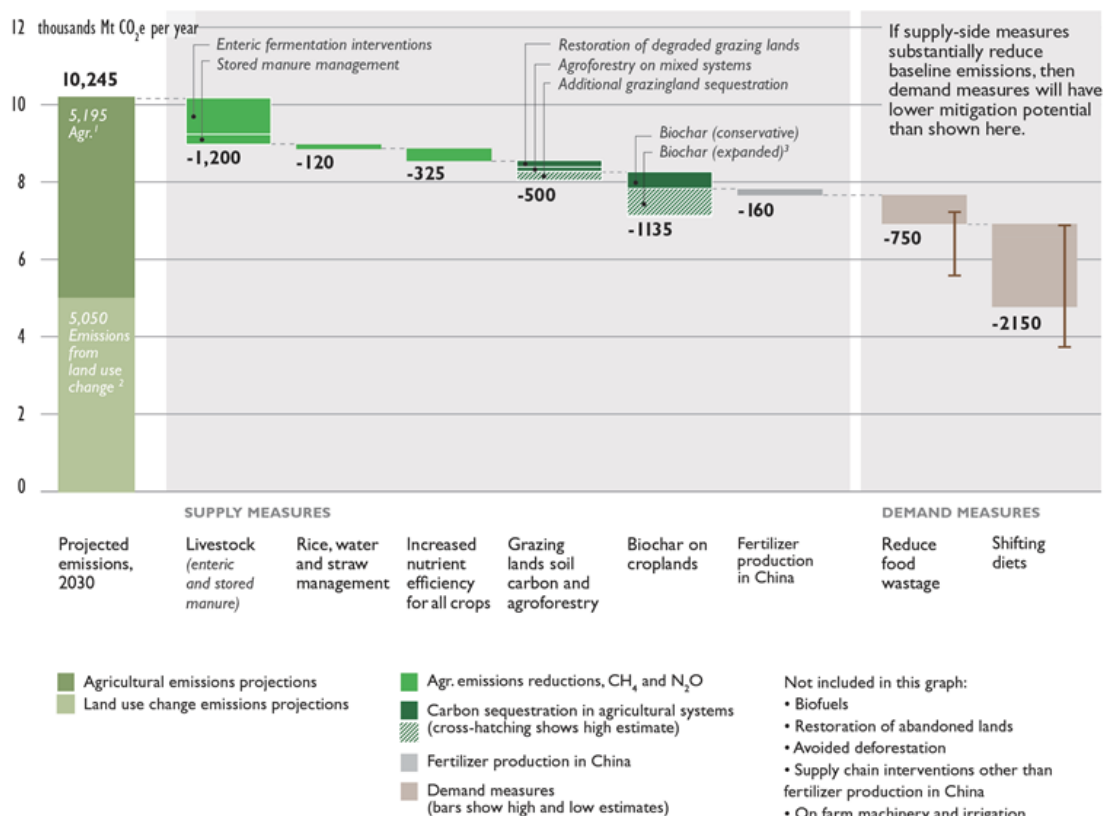 12 thousands Mt CO₂e per year
Enteric fermentation interventions
Stored manure management
Restoration of degraded grazing lands
Agroforestry on mixed systems
Additional grazingland sequestration
If supply-side measures
substantially reduce
baseline emissions, then
demand measures will have
lower mitigation potential
than shown here.
10,245
10
5,195
Agr.¹
-1,200
-120
-325
-500
Biochar (conservative)
Biochar (expanded)³
-1135
-160
-750
-2150
8
6
5,050
Emissions
from
land use
change ²
4
2
0
SUPPLY MEASURES
DEMAND MEASURES
Projected
emissions,
2030
Livestock
(enteric
and stored
manure)
Rice, water
and straw
management
Increased
nutrient
efficiency
for all crops
Grazing
lands soil
carbon and
agroforestry
Biochar on
croplands
Fertilizer
production
in China
Reduce
food
wastage
Shifting
diets
Agricultural emissions projections
Land use change emissions projections
Agr. emissions reductions, CH₄ and N₂O
Carbon sequestration in agricultural systems
(cross-hatching shows high estimate)
Fertilizer production in China
Demand measures
(bars show high and low estimates)
Not included in this graph:
• Biofuels
• Restoration of abandoned lands
• Avoided deforestation
• Supply chain interventions other than
fertilizer production in China
• On farm machinery and irrigation